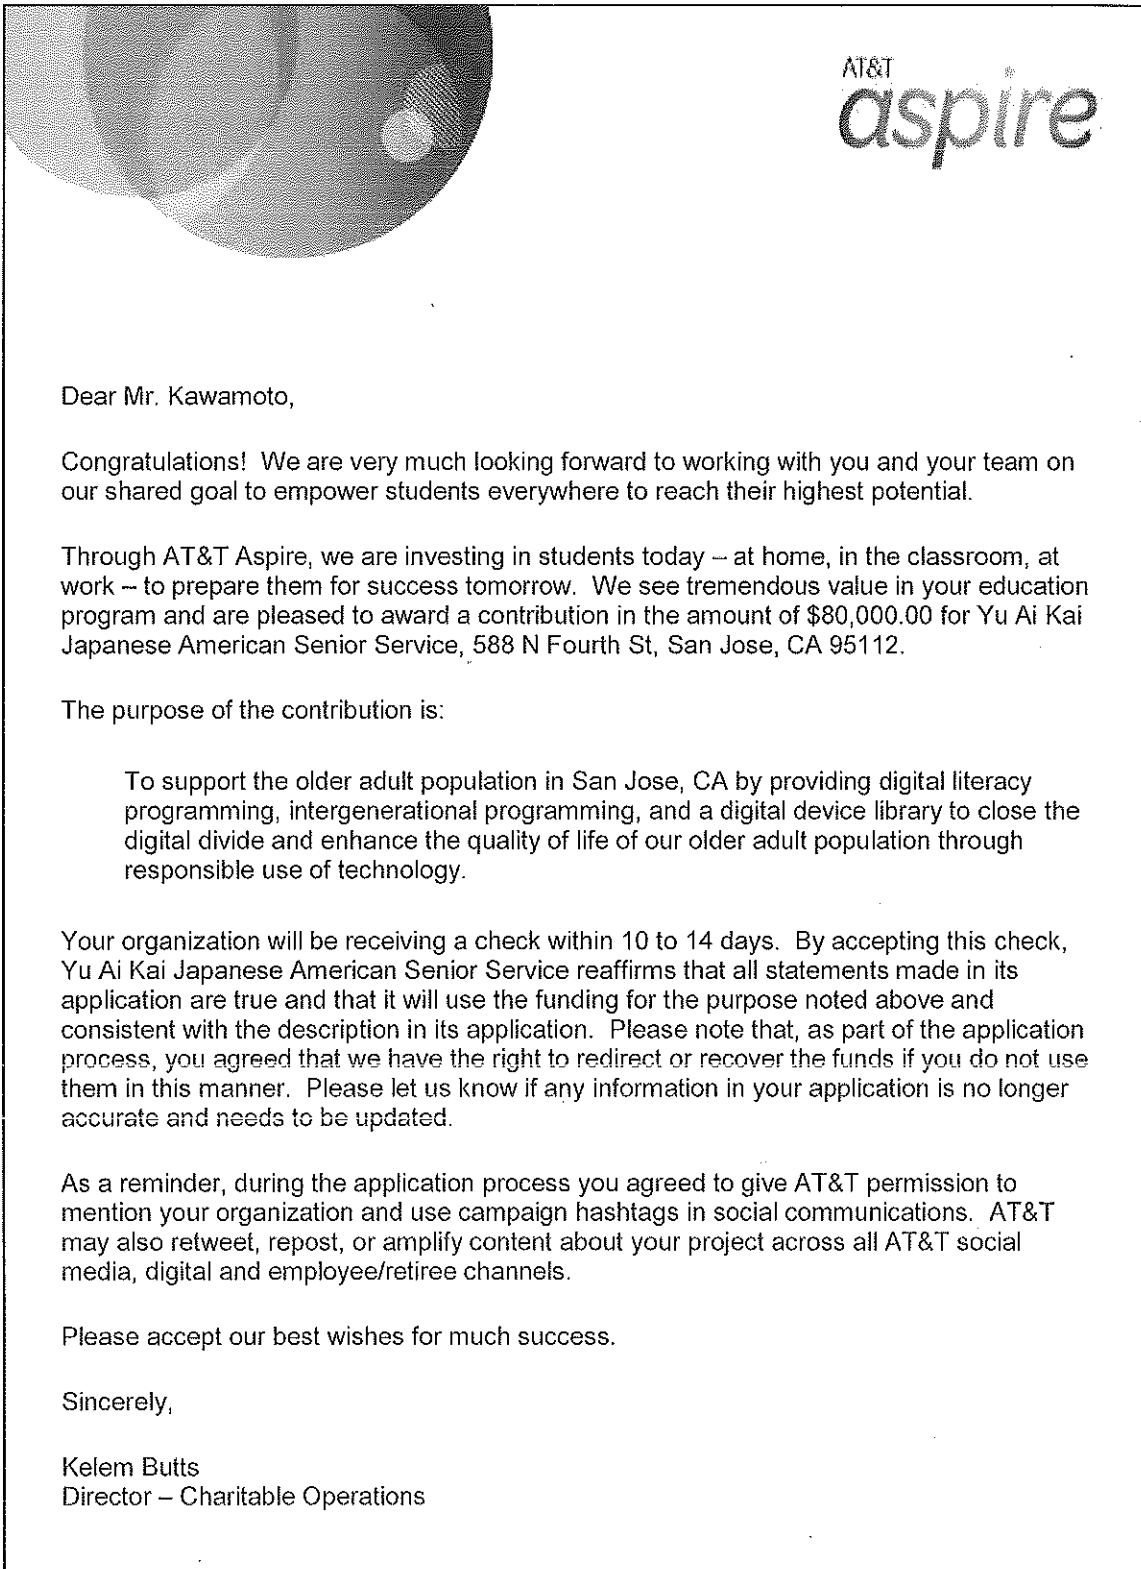 AT&T
aspire
Dear Mr. Kawamoto,
Congratulations!  We are very much looking forward to working with you and your team on
our shared goal to empower students everywhere to reach their highest potential.
Through AT&T Aspire, we are investing in students today – at home, in the classroom, at
work – to prepare them for success tomorrow.  We see tremendous value in your education
program and are pleased to award a contribution in the amount of $80,000.00 for Yu Ai Kai
Japanese American Senior Service, 588 N Fourth St, San Jose, CA 95112.
The purpose of the contribution is:
To support the older adult population in San Jose, CA by providing digital literacy
programming, intergenerational programming, and a digital device library to close the
digital divide and enhance the quality of life of our older adult population through
responsible use of technology.
Your organization will be receiving a check within 10 to 14 days.  By accepting this check,
Yu Ai Kai Japanese American Senior Service reaffirms that all statements made in its
application are true and that it will use the funding for the purpose noted above and
consistent with the description in its application.  Please note that, as part of the application
process, you agreed that we have the right to redirect or recover the funds if you do not use
them in this manner.  Please let us know if any information in your application is no longer
accurate and needs to be updated.
As a reminder, during the application process you agreed to give AT&T permission to
mention your organization and use campaign hashtags in social communications.  AT&T
may also retweet, repost, or amplify content about your project across all AT&T social
media, digital and employee/retiree channels.
Please accept our best wishes for much success.
Sincerely,
Kelem Butts
Director – Charitable Operations